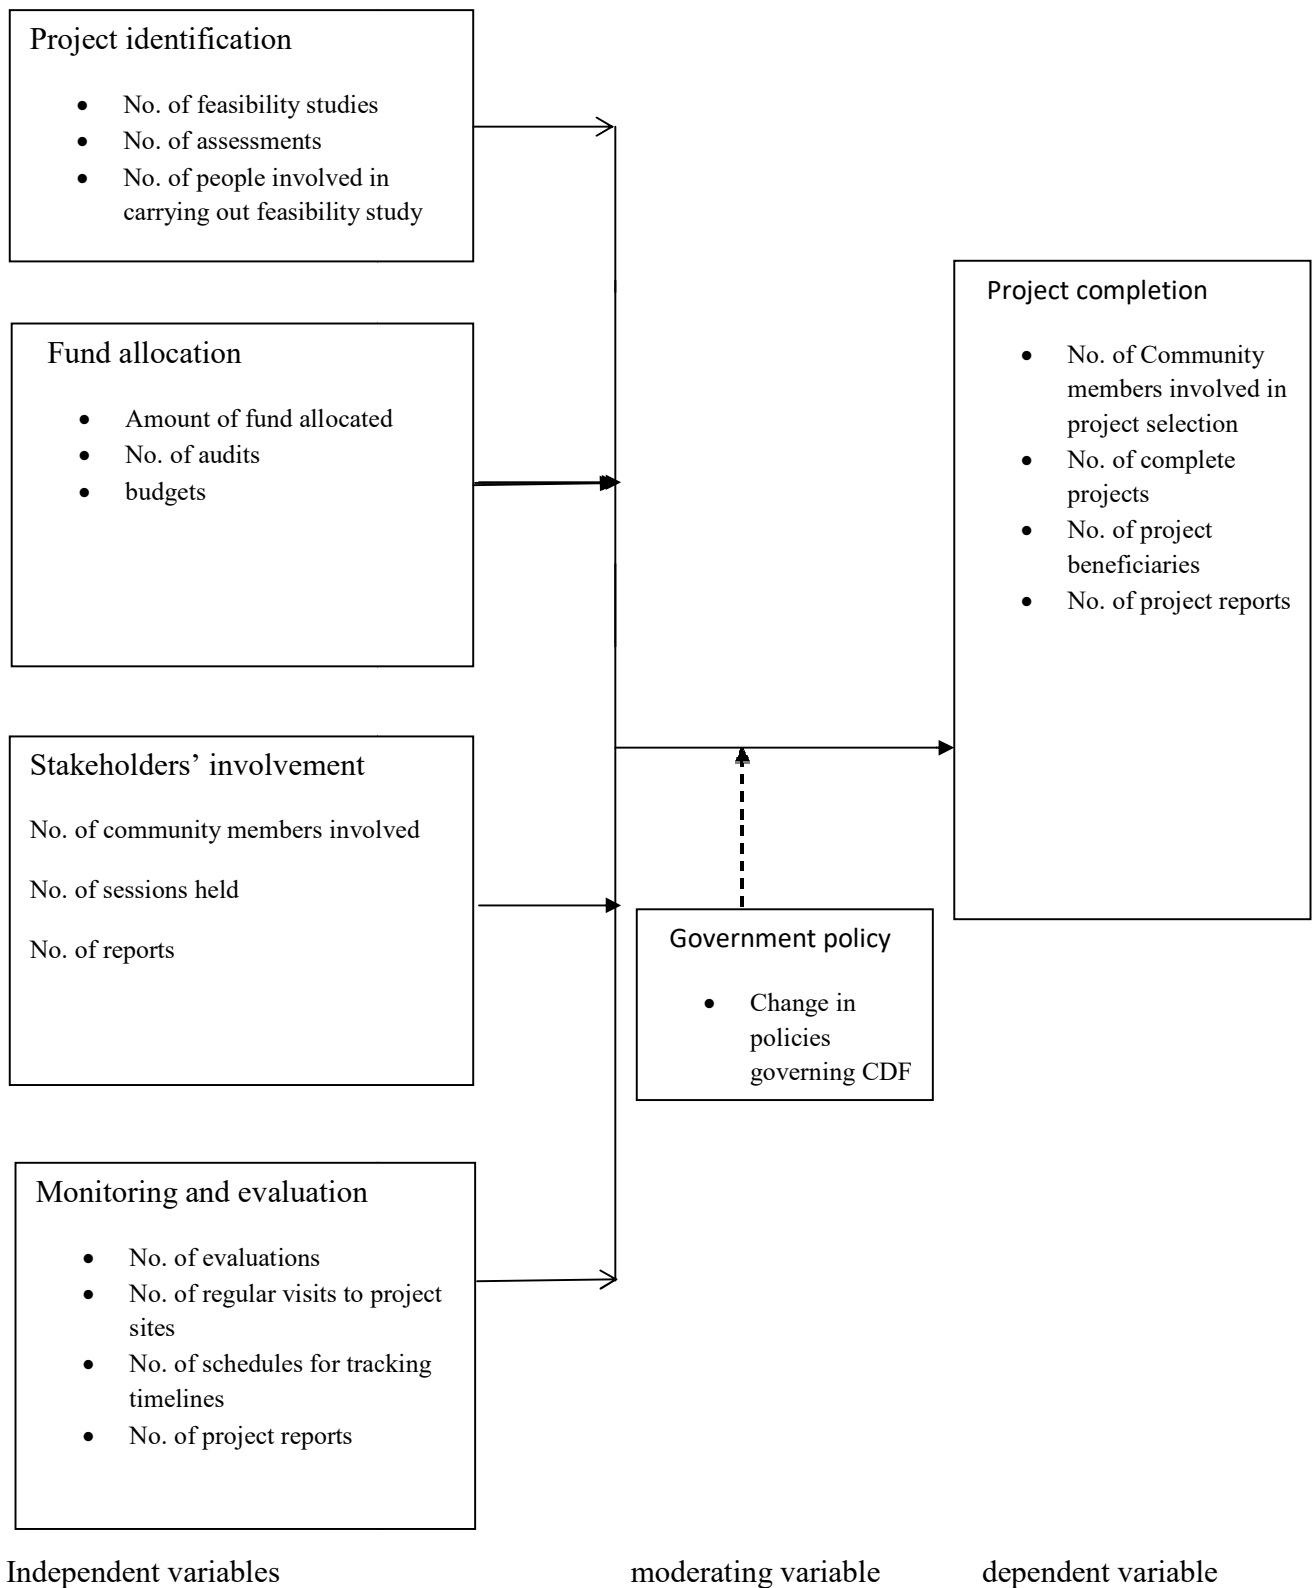 Project identification
• No. of feasibility studies
• No. of assessments
• No. of people involved in
carrying out feasibility study
Fund allocation
• Amount of fund allocated
• No. of audits
• budgets
Stakeholders’ involvement
No. of community members involved
No. of sessions held
No. of reports
Monitoring and evaluation
• No. of evaluations
• No. of regular visits to project
sites
• No. of schedules for tracking
timelines
• No. of project reports
Government policy
• Change in
policies
governing CDF
Project completion
• No. of Community
members involved in
project selection
• No. of complete
projects
• No. of project
beneficiaries
• No. of project reports
Independent variables
moderating variable
dependent variable